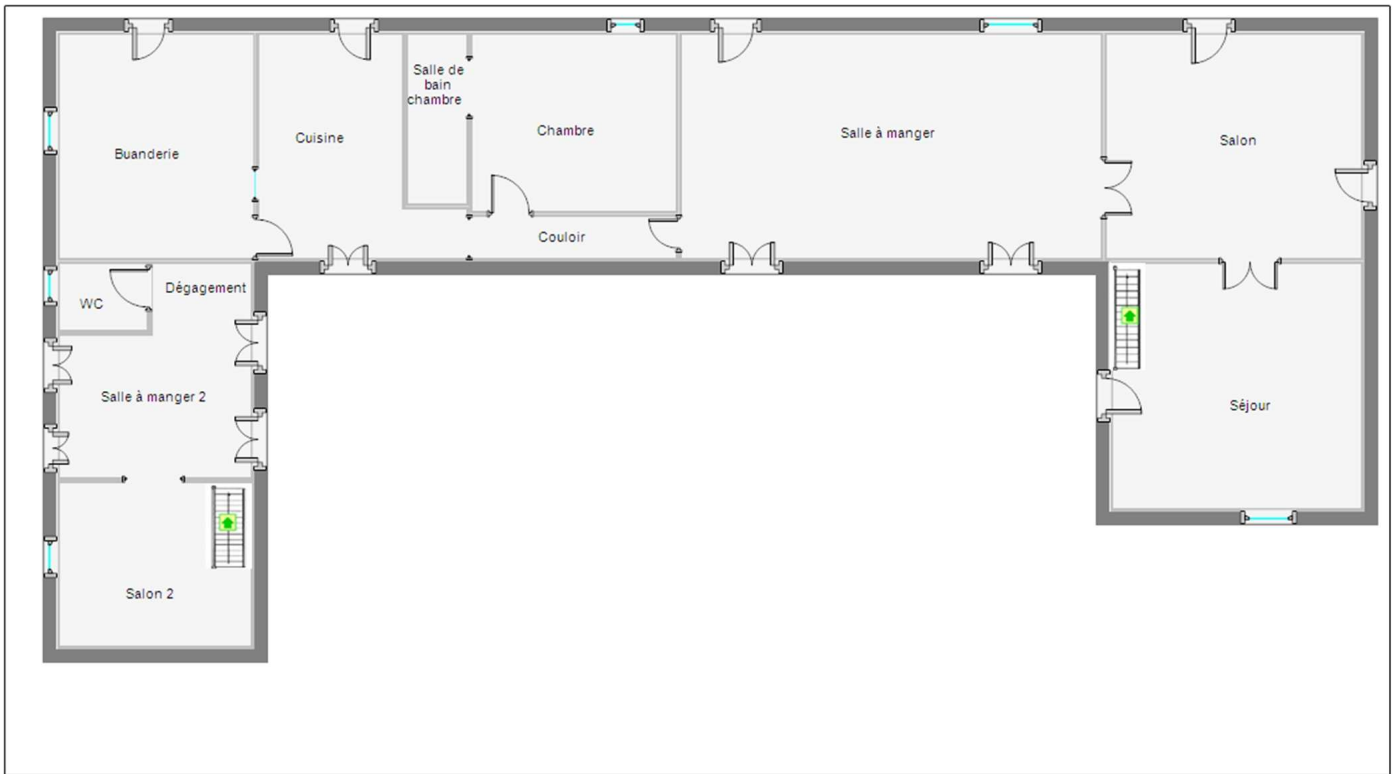 Salle de
bain
chambre
Chambre
Salle à manger
Cuisine
Salon
Buanderie
Couloir
Dégagement
WC
Salle à manger 2
Séjour
Salon 2